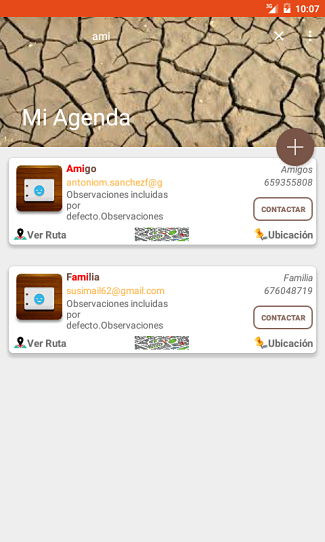 3G 10:07
ami
Mi Agenda
Amigo
Amigos
antoniom.sanchezf@g
659355808
Observaciones incluidas
por
defecto.Observaciones
CONTACTAR
Ver Ruta
Ubicación
Familia
Familia
susimail62@gmail.com
676048719
Observaciones incluidas
por
defecto.Observaciones
CONTACTAR
Ver Ruta
Ubicación